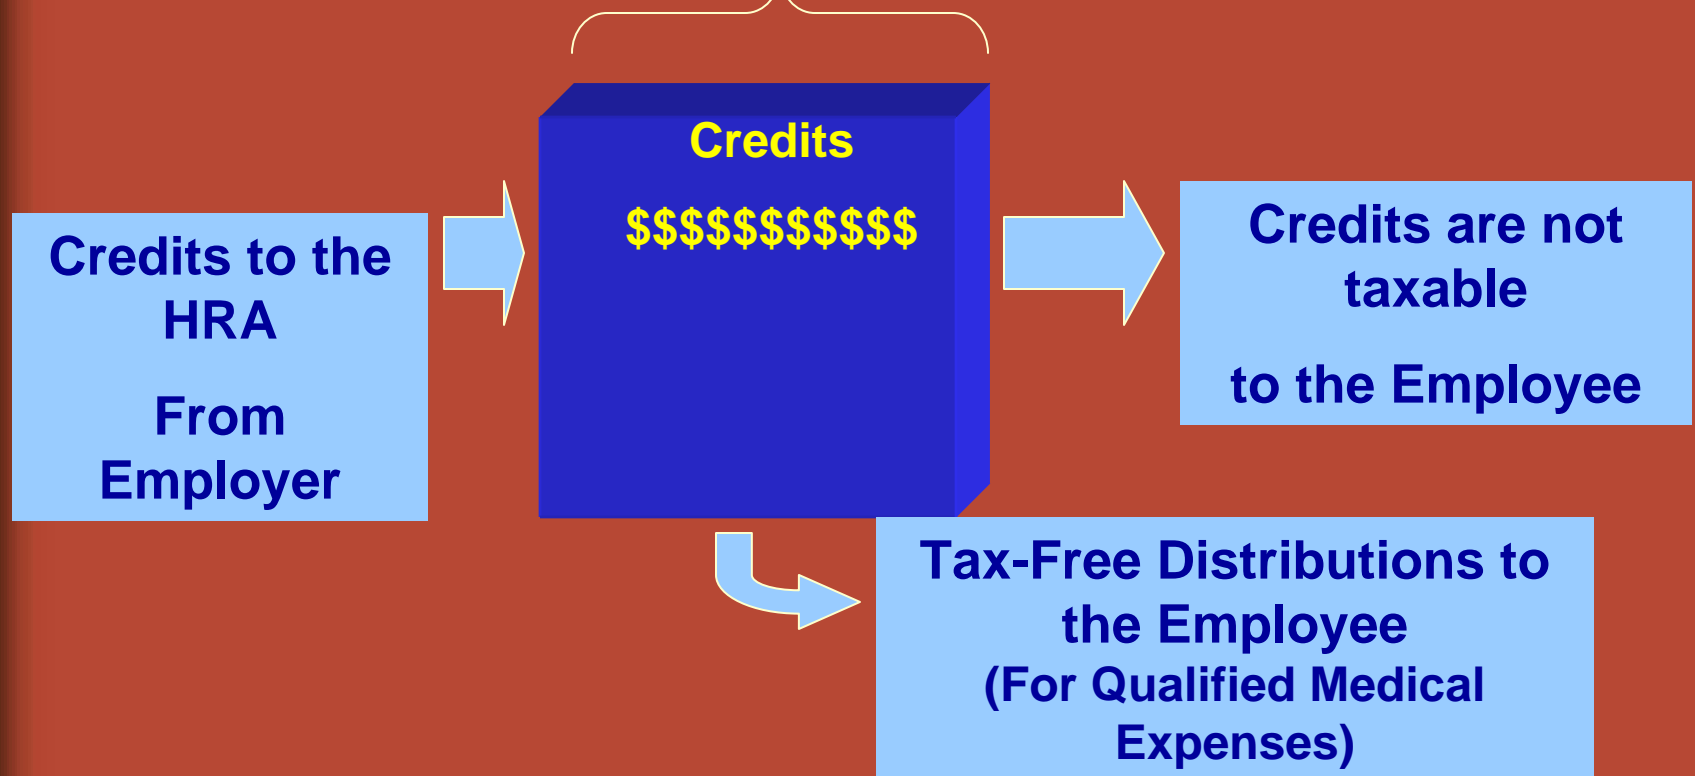 Credits
$$$$$$$$$$$
Credits to the
HRA
From
Employer
Credits are not
taxable
to the Employee
Tax-Free Distributions to
the Employee
(For Qualified Medical
Expenses)